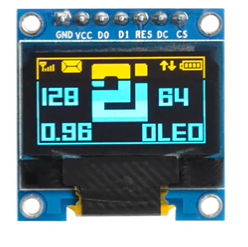 GND VCC D0 D1 RES DC CS
128 64
0.96 OLED